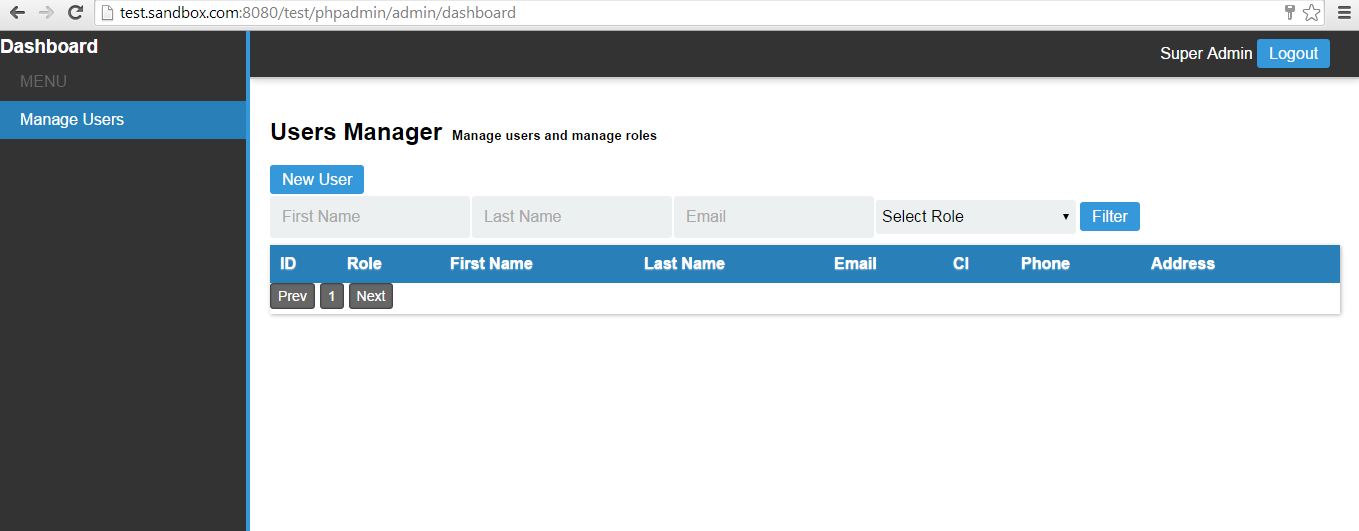 test.sandbox.com:8080/test/phpadmin/admin/dashboard
Dashboard
Super Admin Logout
MENU
Manage Users
Users Manager Manage users and manage roles
New User
First Name Last Name Email Select Role Filter
ID Role First Name Last Name Email CI Phone Address
Prev 1 Next